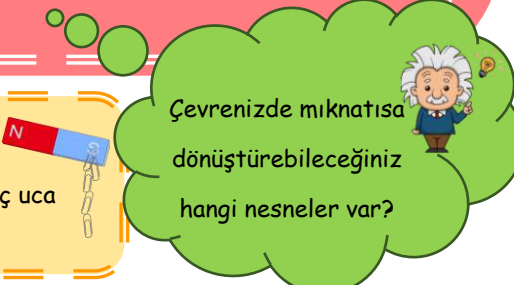 Çevrenizde mıknatısa
dönüştürebileceğiniz
hangi nesneler var?
N
ç uca